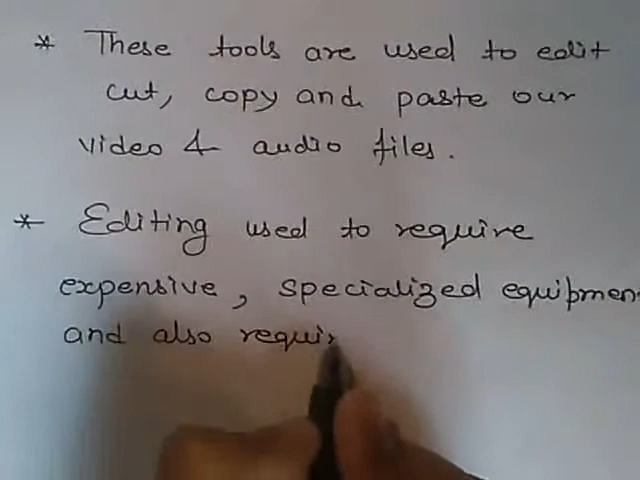 * These tools are used to edit
cut, copy and paste our
video & audio files.
* Editing used to require
expensive, specialized equipmen
and also requi